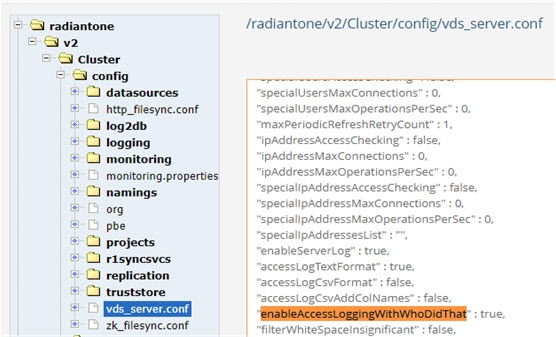 radiantone
v2
Cluster
config
datasources
http_filesync.conf
log2db
logging
monitoring
monitoring.properties
namings
org
pbe
projects
r1syncsvcs
replication
truststore
vds_server.conf
zk_filesync.conf
/radiantone/v2/Cluster/config/vds_server.conf
"specialUsersMaxConnections" : 0,
"specialUsersMaxOperationsPerSec" : 0,
"maxPeriodicRefreshRetryCount" : 1,
"ipAddressAccessChecking" : false,
"ipAddressMaxConnections" : 0,
"ipAddressMaxOperationsPerSec" : 0,
"specialIpAddressAccessChecking" : false,
"specialIpAddressMaxConnections" : 0,
"specialIpAddressMaxOperationsPerSec" : 0,
"specialIpAddressesList" : "",
"enableServerLog" : true,
"accessLogTextFormat" : true,
"accessLogCsvFormat" : false,
"accessLogCsvAddColNames" : false,
"enableAccessLoggingWithWhoDidThat" : true,
"filterWhiteSpaceInsignificant" : false,